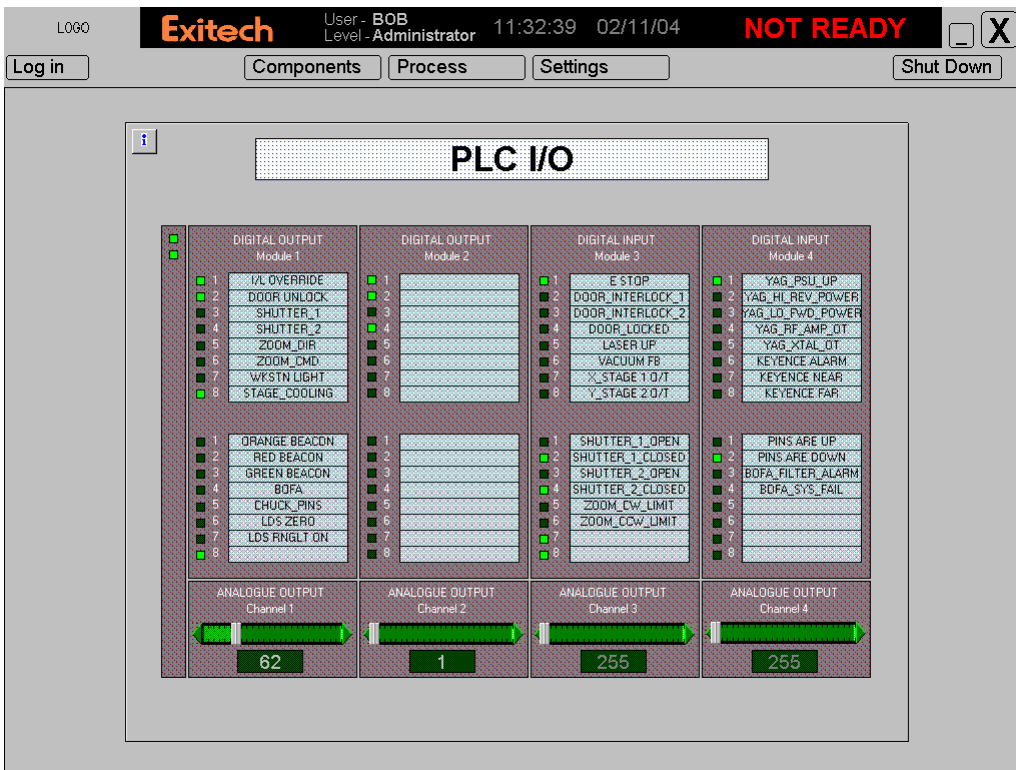 LOGO
Exitech
User - BOB
Level - Administrator
11:32:39 02/11/04
NOT READY
_ X
Log in
Components
Process
Settings
Shut Down
i
PLC I/O
DIGITAL OUTPUT
Module 1
1 I/L OVERRIDE
2 DOOR UNLOCK
3 SHUTTER_1
4 SHUTTER_2
5 ZOOM_DIR
6 ZOOM_CMD
7 WKSTN LIGHT
8 STAGE_COOLING
1 ORANGE BEACON
2 RED BEACON
3 GREEN BEACON
4 BOFA
5 CHUCK_PINS
6 LDS ZERO
7 LDS RNGLT ON
8
DIGITAL OUTPUT
Module 2
1
2
3
4
5
6
7
8
1
2
3
4
5
6
7
8
DIGITAL INPUT
Module 3
1 E STOP
2 DOOR_INTERLOCK_1
3 DOOR_INTERLOCK_2
4 DOOR_LOCKED
5 LASER UP
6 VACUUM FB
7 X_STAGE 1 O/T
8 Y_STAGE 2 O/T
1 SHUTTER_1_OPEN
2 SHUTTER_1_CLOSED
3 SHUTTER_2_OPEN
4 SHUTTER_2_CLOSED
5 ZOOM_CW_LIMIT
6 ZOOM_CCW_LIMIT
7
8
DIGITAL INPUT
Module 4
1 YAG_PSU_UP
2 YAG_HI_REV_POWER
3 YAG_LO_FWD_POWER
4 YAG_RF_AMP_OT
5 YAG_XTAL_OT
6 KEYENCE ALARM
7 KEYENCE NEAR
8 KEYENCE FAR
1 PINS ARE UP
2 PINS ARE DOWN
3 BOFA_FILTER_ALARM
4 BOFA_SYS_FAIL
5
6
7
8
ANALOGUE OUTPUT
Channel 1
62
ANALOGUE OUTPUT
Channel 2
1
ANALOGUE OUTPUT
Channel 3
255
ANALOGUE OUTPUT
Channel 4
255